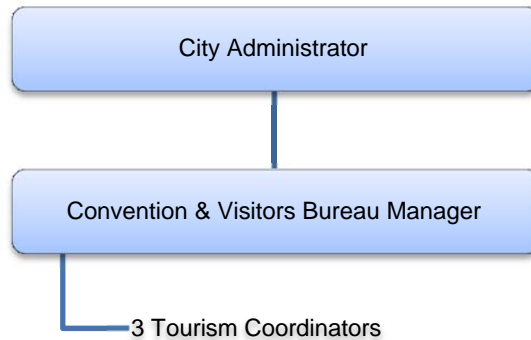 City Administrator
Convention & Visitors Bureau Manager
3 Tourism Coordinators